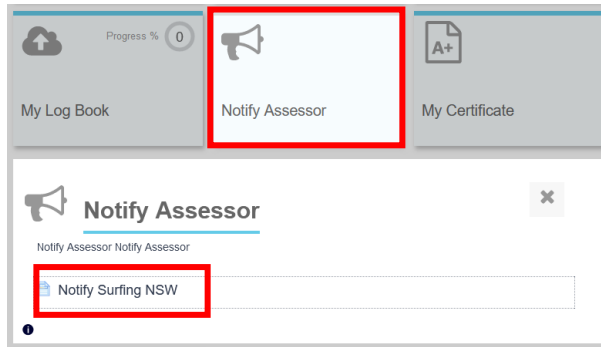 Progress % 0
A+
My Log Book
Notify Assessor
My Certificate
Notify Assessor
Notify Assessor Notify Assessor
Notify Surfing NSW